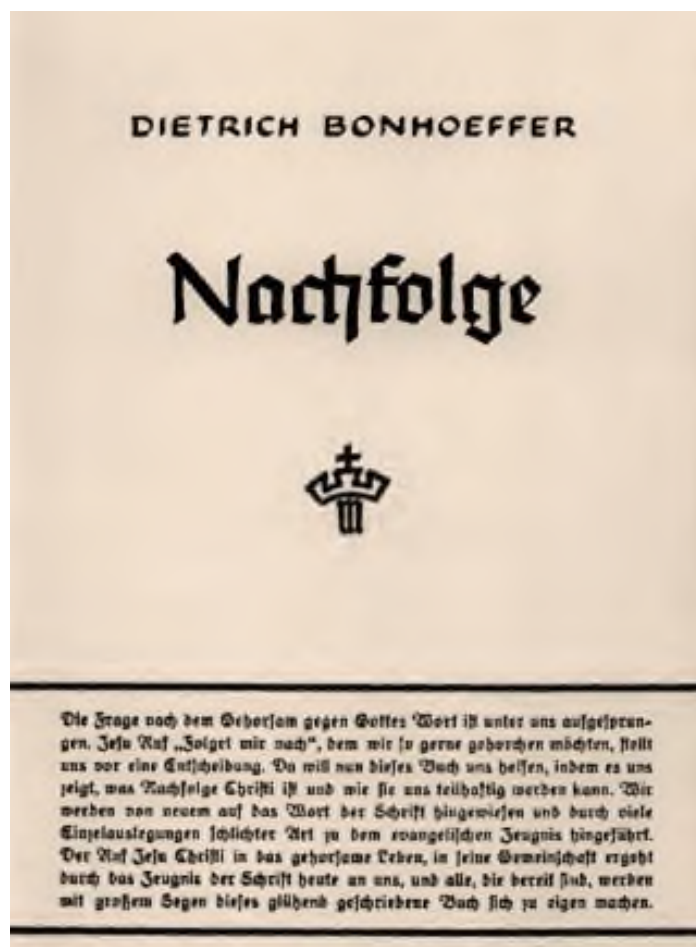 DIETRICH BONHOEFFER
Nachfolge
Die Frage nach dem Gehorsam gegen Gottes Wort ist unter uns aufgesprun-
gen. Jesu Ruf „Folget mir nach“, dem wir so gerne gehorchen möchten, stellt
uns vor eine Entscheidung. Da will nun dieses Buch uns helfen, indem es uns
zeigt, was Nachfolge Christi ist und wie sie uns teilhaftig werden kann. Wir
werden von neuem auf das Wort der Schrift hingewiesen und durch viele
Einzelauslegungen schlichter Art zu dem evangelischen Zeugnis hingeführt.
Der Ruf Jesu Christi in das gehorsame Leben, in seine Gemeinschaft ergeht
durch das Zeugnis der Schrift heute an uns, und alle, die bereit sind, werden
mit großem Segen dieses glühend geschriebene Buch sich zu eigen machen.